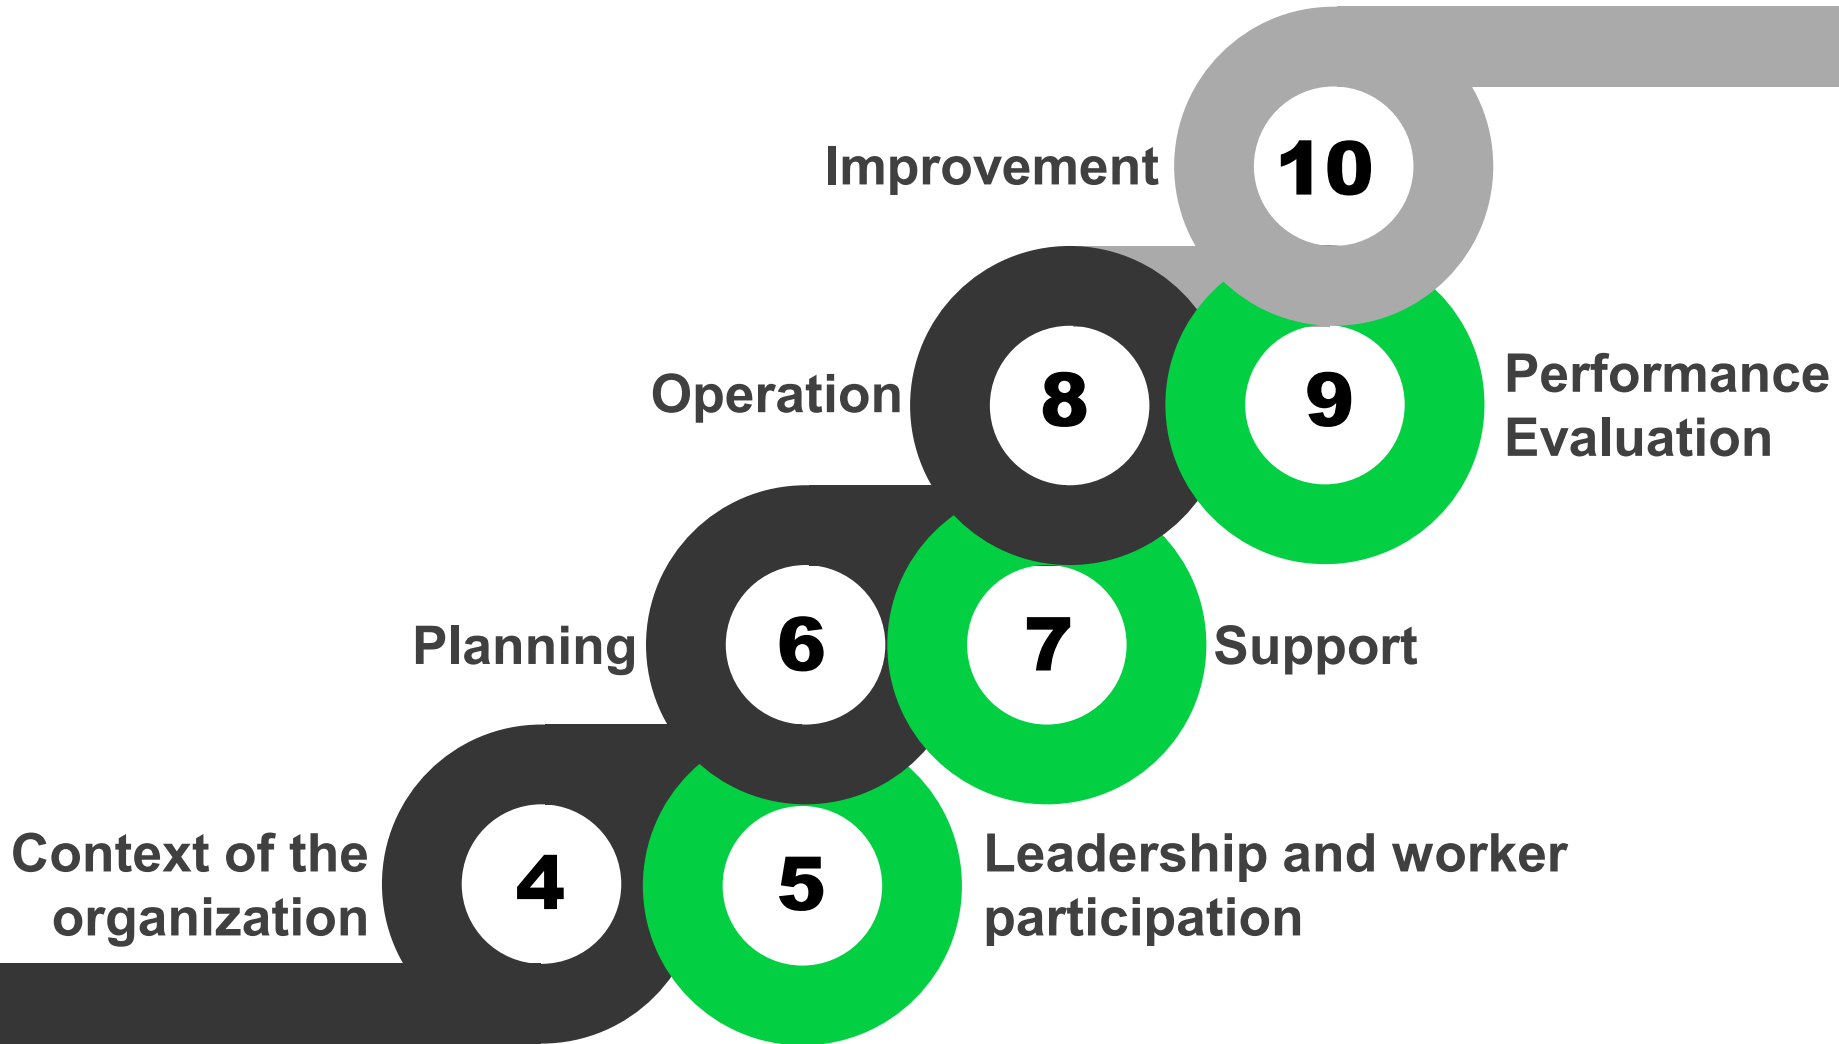 Improvement
10
Operation
8
9
Performance
Evaluation
Planning
6
7
Support
Context of the
organization
4
5
Leadership and worker
participation